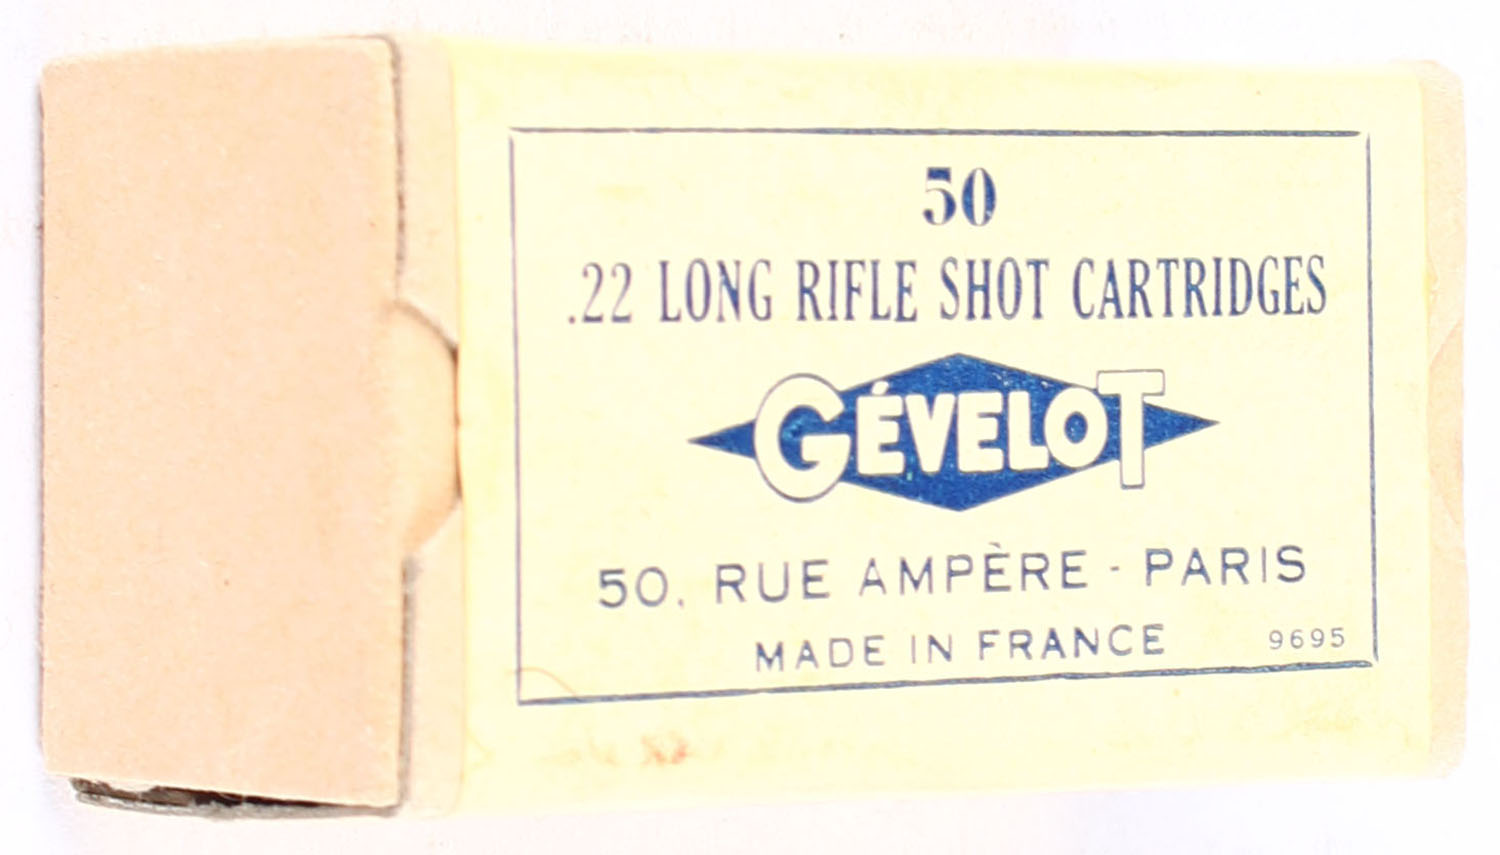 50
.22 LONG RIFLE SHOT CARTRIDGES
GÉVELOT
50, RUE AMPÈRE - PARIS
MADE IN FRANCE
9695